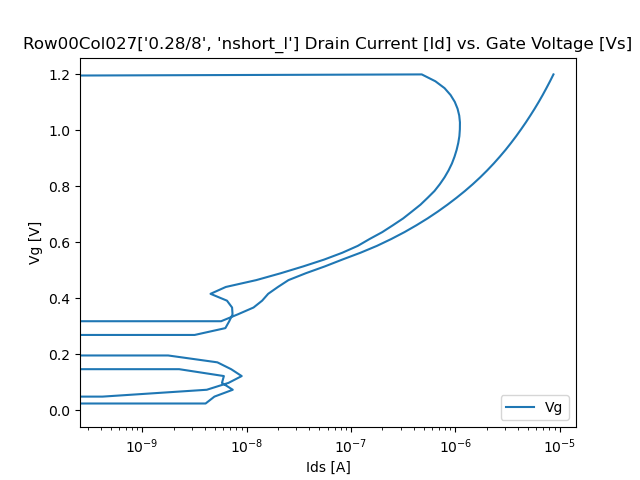 Row00Col027['0.28/8', 'nshort_l'] Drain Current [Id] vs. Gate Voltage [Vs]
Vg [V]
1.2
1.0
0.8
0.6
0.4
0.2
0.0
Vg
10⁻⁹ 10⁻⁸ 10⁻⁷ 10⁻⁶ 10⁻⁵
Ids [A]